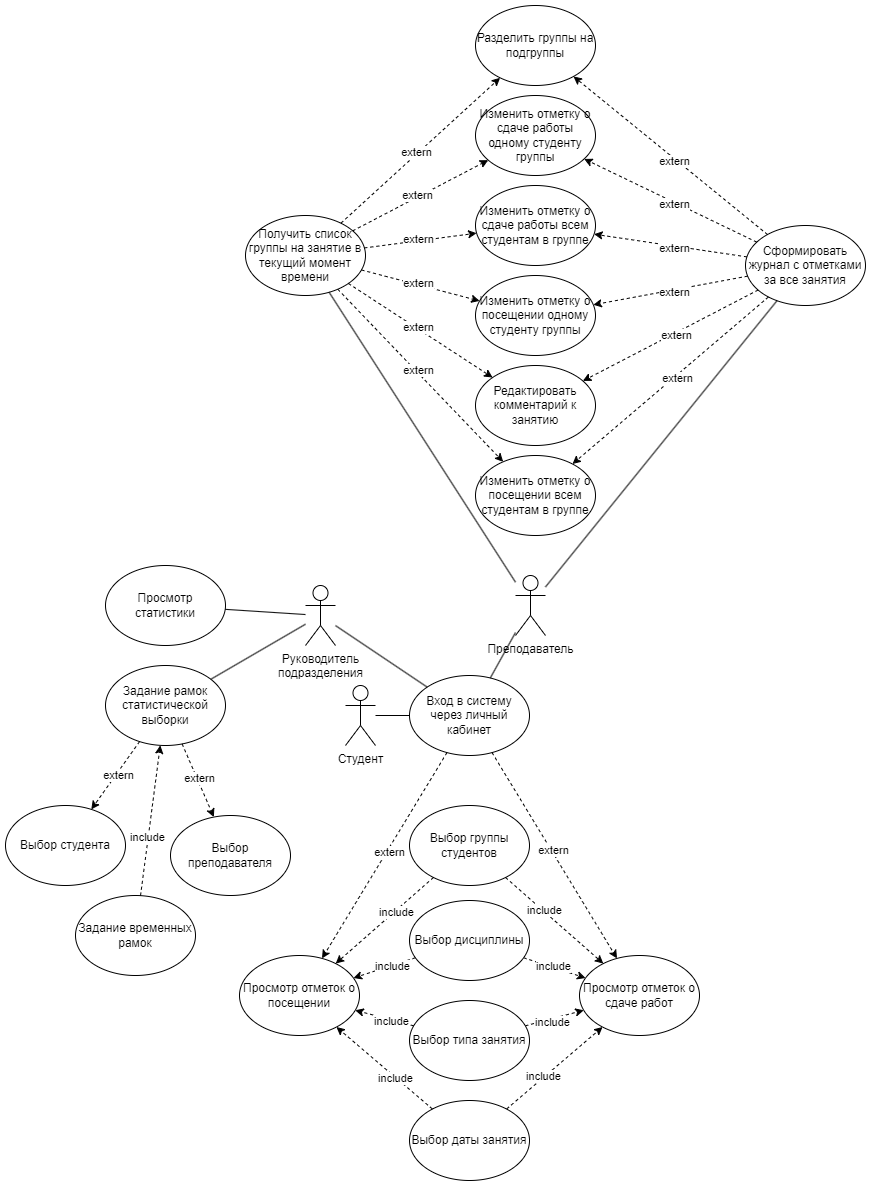 Разделить группы на
подгруппы
Изменить отметку о
сдаче работы
одному студенту
группы
extern
extern
extern
extern
Изменить отметку о
сдаче работы всем
студентам в группе
Получить список
группы на занятие в
текущий момент
времени
extern
extern
Сформировать
журнал с отметками
за все занятия
extern
extern
Изменить отметку о
посещении одному
студенту группы
extern
extern
Редактировать
комментарий к
занятию
extern
extern
Изменить отметку о
посещении всем
студентам в группе
Просмотр
статистики
Преподаватель
Руководитель
подразделения
Задание рамок
статистической
выборки
Вход в систему
через личный
кабинет
Студент
extern
extern
include
Выбор студента
Выбор
преподавателя
Задание временных
рамок
extern
extern
Выбор группы
студентов
include
include
Выбор дисциплины
include
include
Просмотр отметок о
посещении
Просмотр отметок о
сдаче работ
include
include
Выбор типа занятия
include
include
Выбор даты занятия